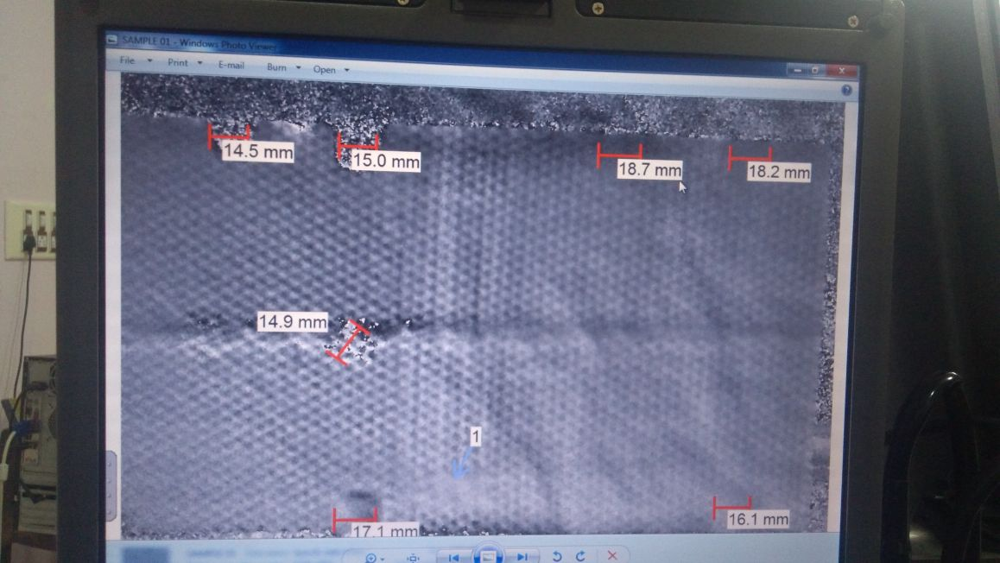 SAMPLE 01 - Windows Photo Viewer
File Print E-mail Burn Open
14.5 mm
15.0 mm
18.7 mm
18.2 mm
14.9 mm
1
17.1 mm
16.1 mm